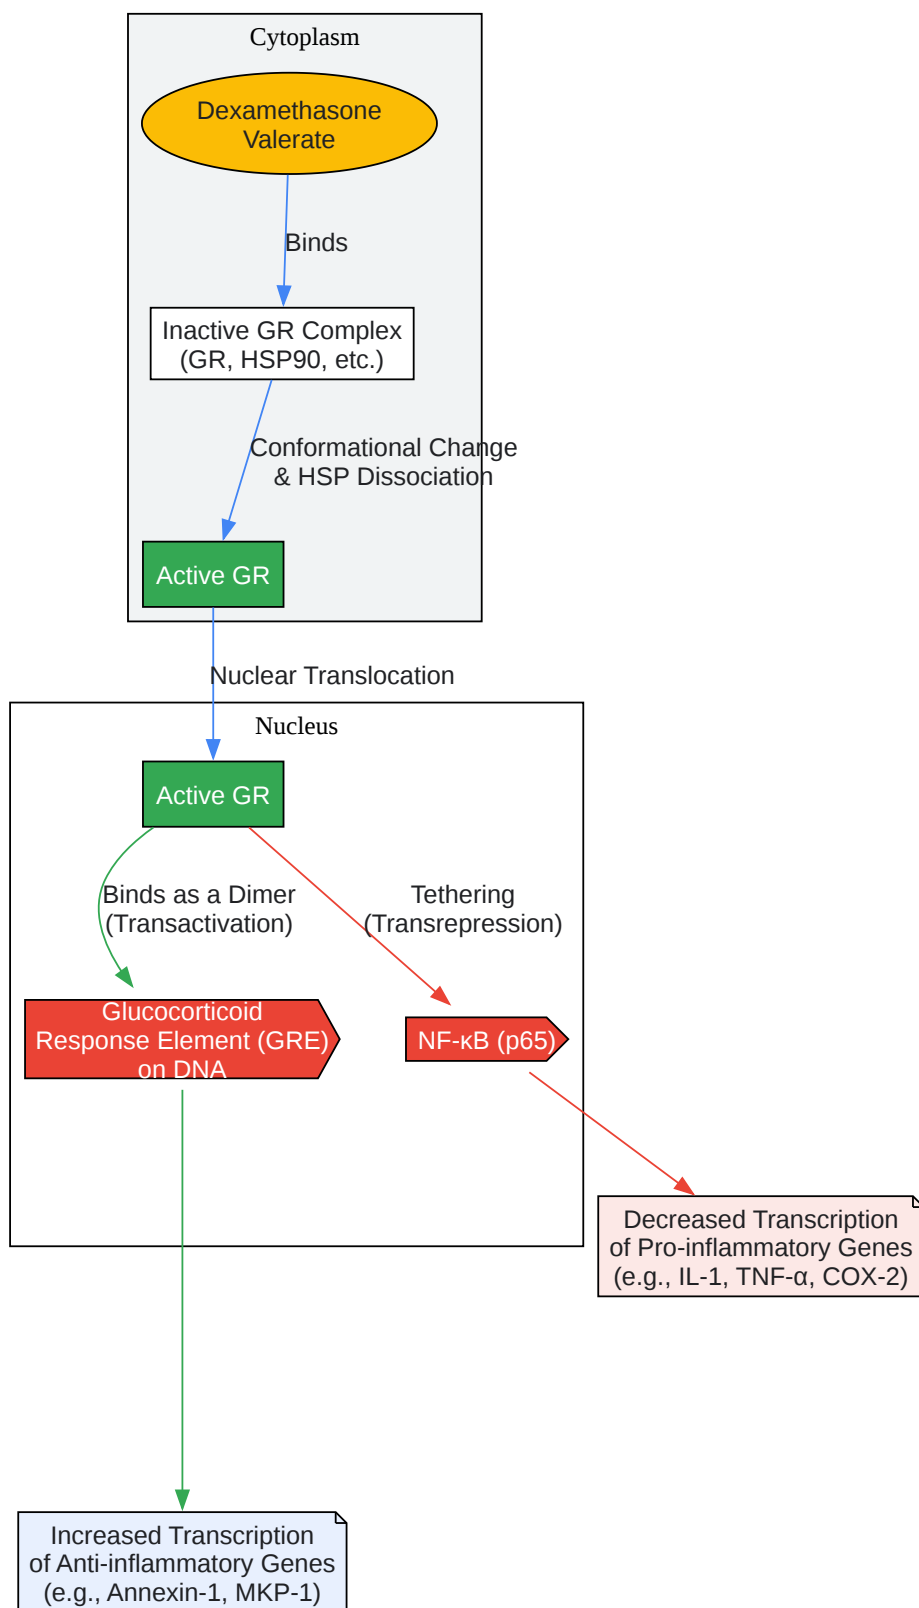 Cytoplasm
Dexamethasone
Valerate
Binds
Inactive GR Complex
(GR, HSP90, etc.)
Conformational Change
& HSP Dissociation
Active GR
Nuclear Translocation
Nucleus
Active GR
Binds as a Dimer
(Transactivation)
Tethering
(Transrepression)
Glucocorticoid
Response Element (GRE)
on DNA
NF-κB (p65)
Decreased Transcription
of Pro-inflammatory Genes
(e.g., IL-1, TNF-α, COX-2)
Increased Transcription
of Anti-inflammatory Genes
(e.g., Annexin-1, MKP-1)